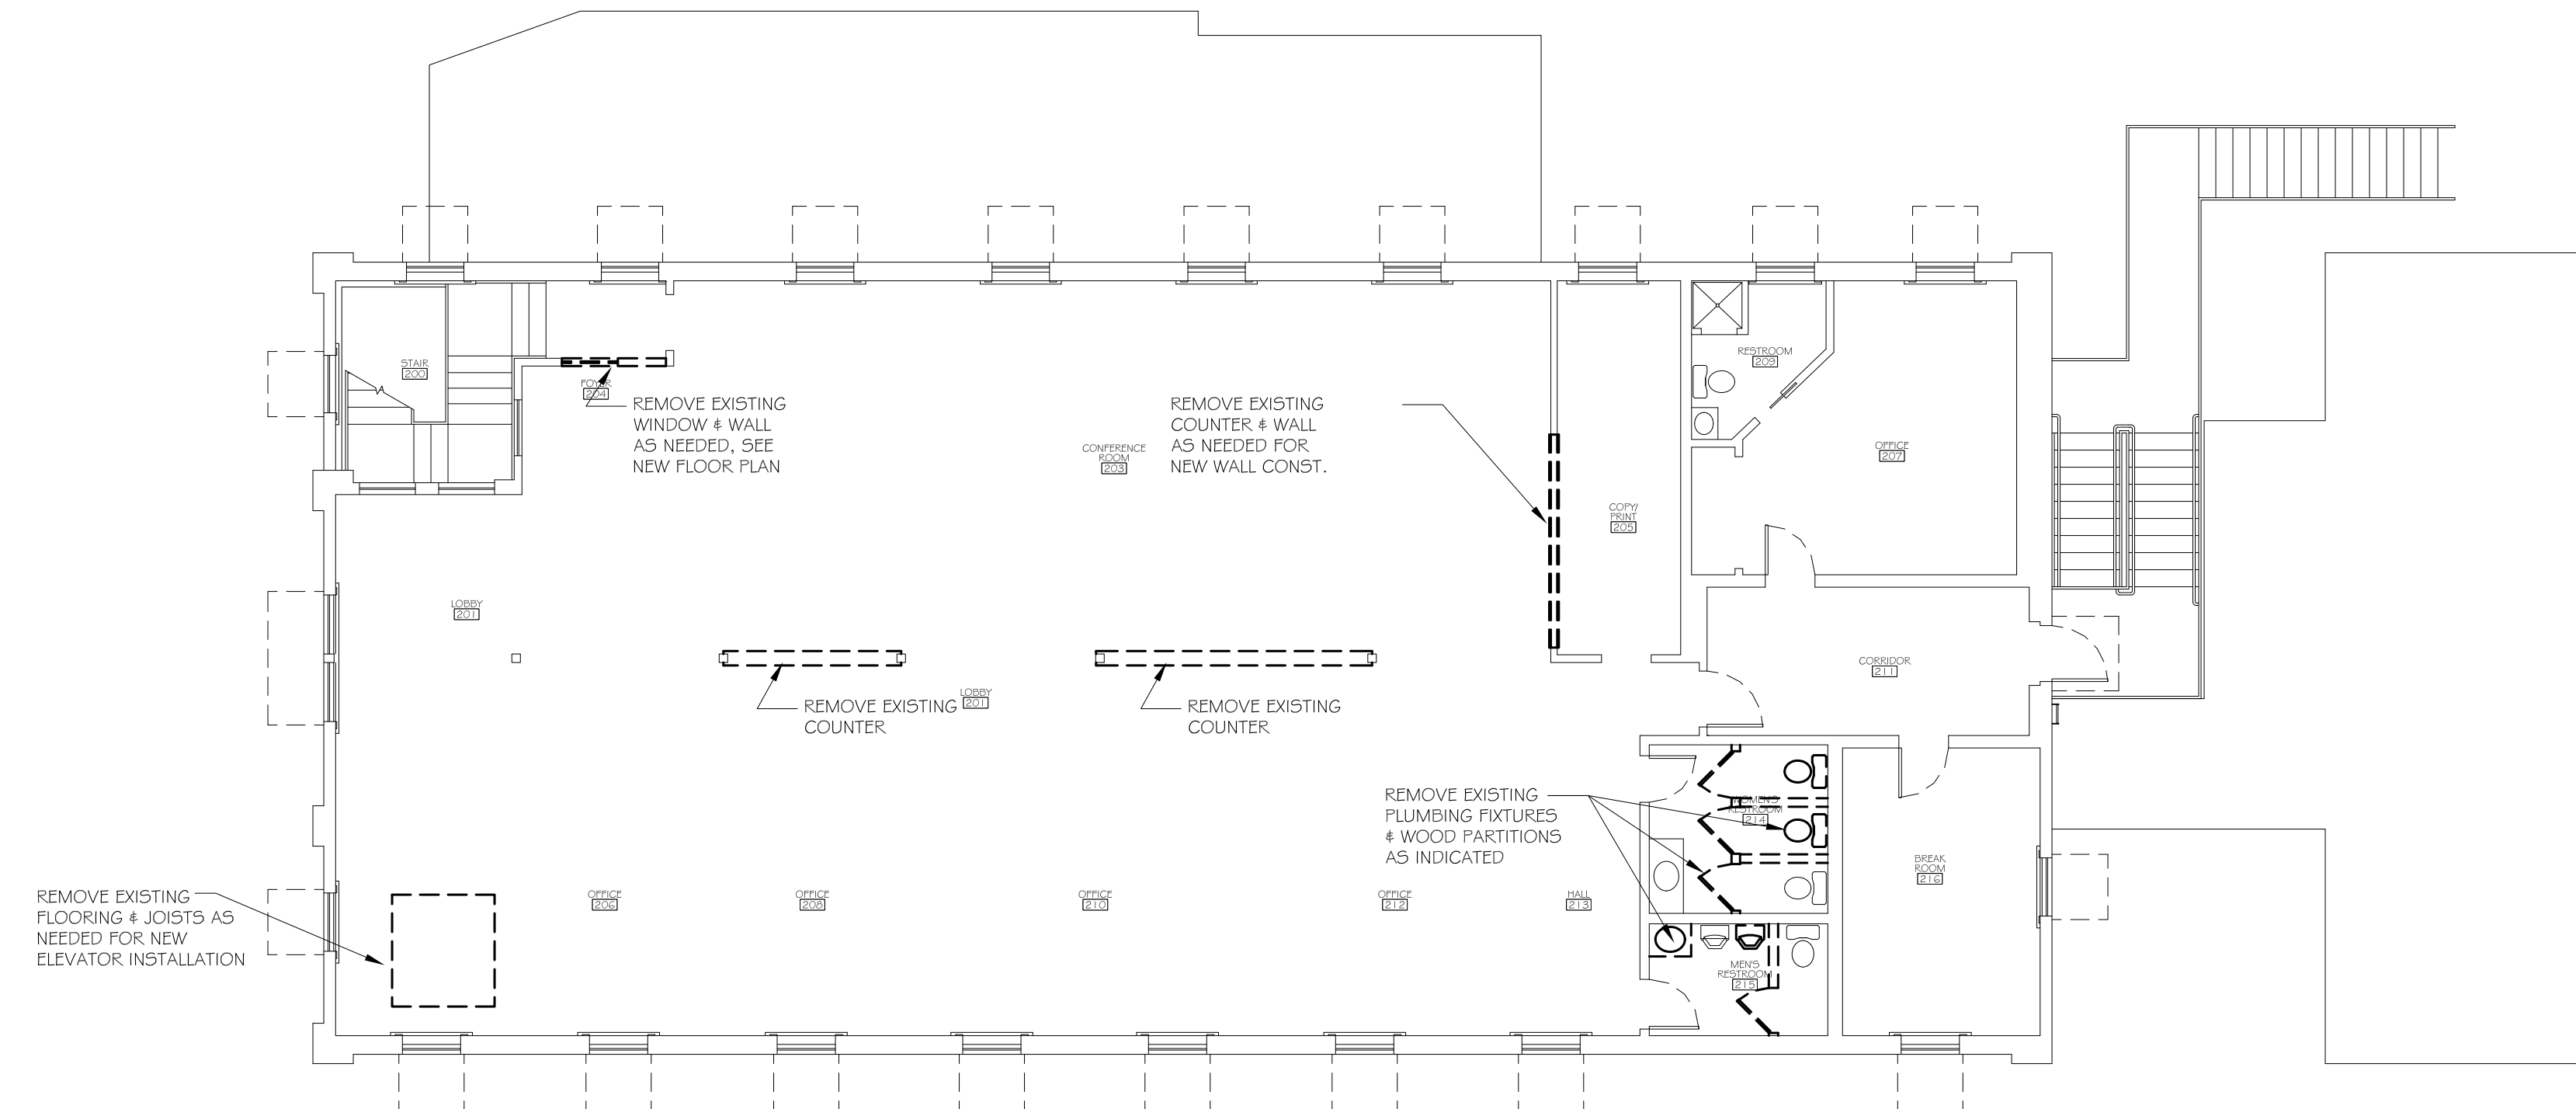 STAIR
200
FOYER
204
REMOVE EXISTING
WINDOW & WALL
AS NEEDED, SEE
NEW FLOOR PLAN
CONFERENCE
ROOM
203
REMOVE EXISTING
COUNTER & WALL
AS NEEDED FOR
NEW WALL CONST.
COPY/
PRINT
205
RESTROOM
209
OFFICE
207
LOBBY
201
REMOVE EXISTING
COUNTER
LOBBY
201
REMOVE EXISTING
COUNTER
CORRIDOR
211
REMOVE EXISTING
PLUMBING FIXTURES
& WOOD PARTITIONS
AS INDICATED
WOMEN'S
RESTROOM
214
BREAK
ROOM
216
REMOVE EXISTING
FLOORING & JOISTS AS
NEEDED FOR NEW
ELEVATOR INSTALLATION
OFFICE
206
OFFICE
208
OFFICE
210
OFFICE
212
HALL
213
MEN'S
RESTROOM
215